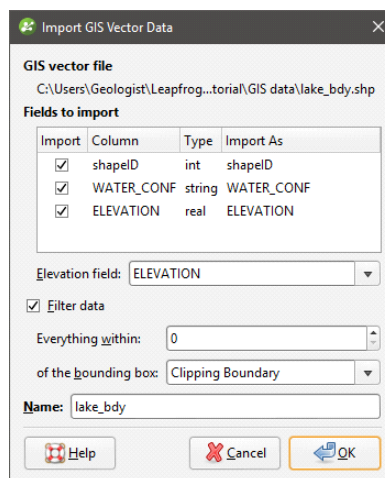 Import GIS Vector Data
GIS vector file
C:\Users\Geologist\Leapfrog...torial\GIS data\lake_bdy.shp
Fields to import
Import Column Type Import As
shapeID int shapeID
WATER_CONF string WATER_CONF
ELEVATION real ELEVATION
Elevation field: ELEVATION
Filter data
Everything within: 0
of the bounding box: Clipping Boundary
Name: lake_bdy
Help Cancel OK